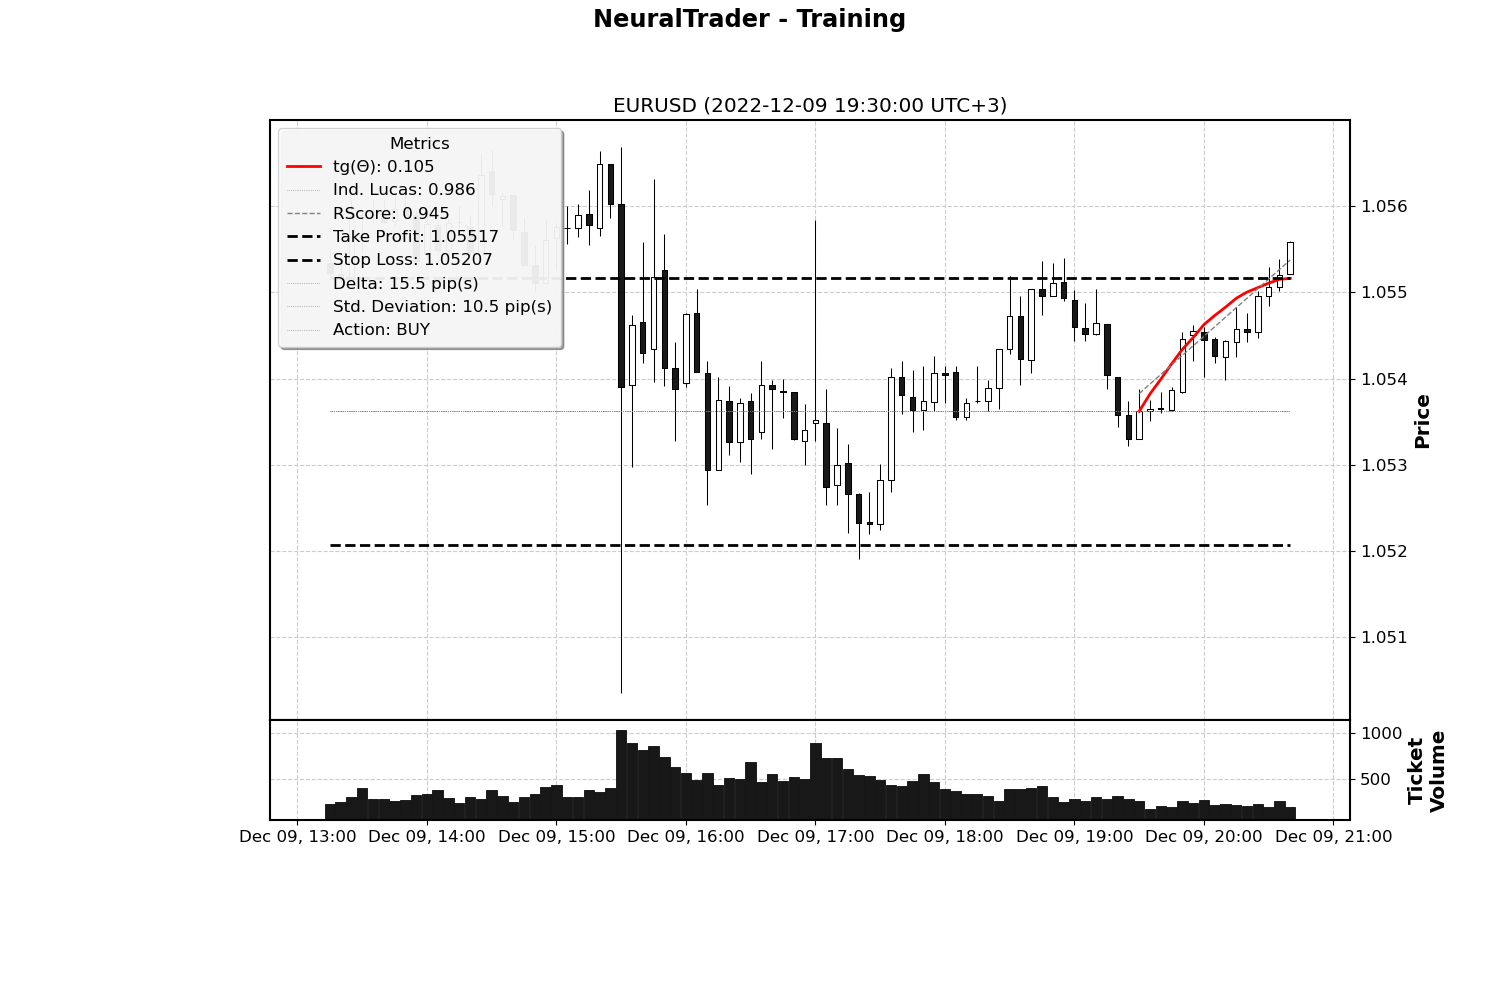 NeuralTrader - Training
EURUSD (2022-12-09 19:30:00 UTC+3)
Metrics
tg(Θ): 0.105
Ind. Lucas: 0.986
RScore: 0.945
Take Profit: 1.05517
Stop Loss: 1.05207
Delta: 15.5 pip(s)
Std. Deviation: 10.5 pip(s)
Action: BUY
1.056
1.055
1.054
1.053
1.052
1.051
Price
1000
500
Ticket
Volume
Dec 09, 13:00
Dec 09, 14:00
Dec 09, 15:00
Dec 09, 16:00
Dec 09, 17:00
Dec 09, 18:00
Dec 09, 19:00
Dec 09, 20:00
Dec 09, 21:00